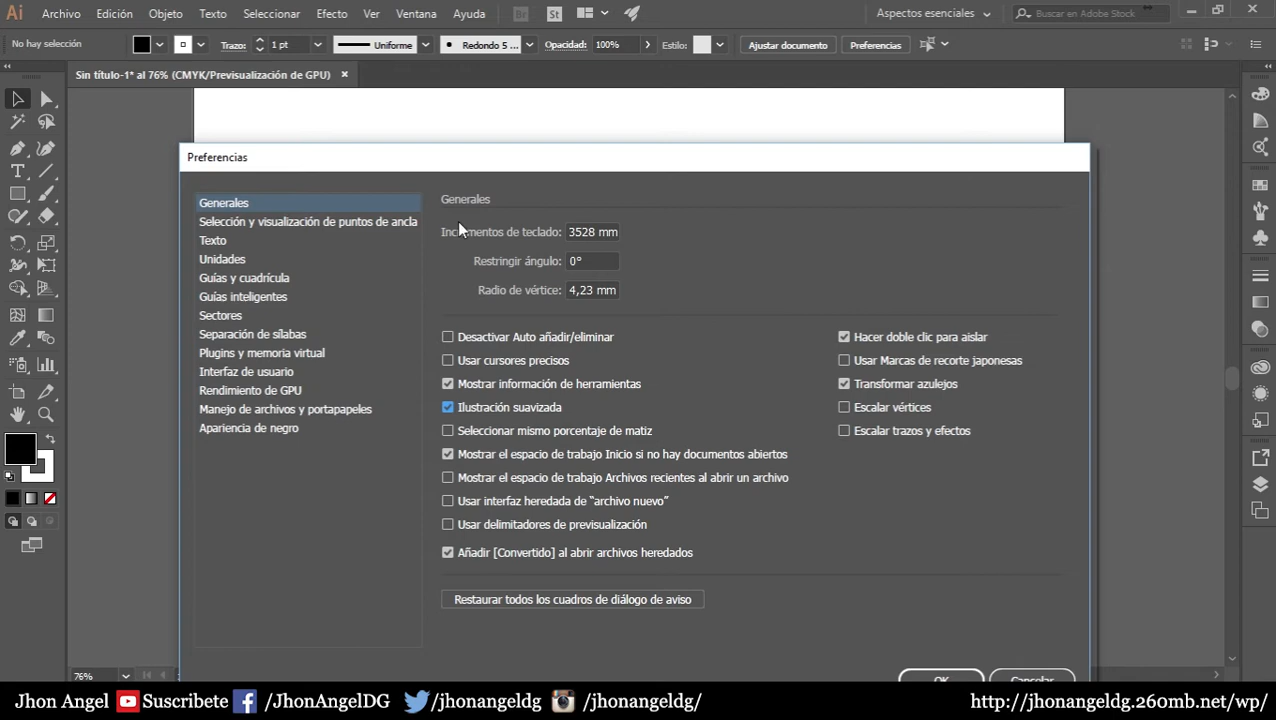 Ai Archivo Edición Objeto Texto Seleccionar Efecto Ver Ventana Ayuda Br St Aspectos esenciales Buscar en Adobe Stock
No hay selección Trazo: 1 pt Uniforme Redondo 5 ... Opacidad: 100% Estilo: Ajustar documento Preferencias
Sin título-1* al 76% (CMYK/Previsualización de GPU)
Preferencias
Generales
Selección y visualización de puntos de ancla
Texto
Unidades
Guías y cuadrícula
Guías inteligentes
Sectores
Separación de sílabas
Plugins y memoria virtual
Interfaz de usuario
Rendimiento de GPU
Manejo de archivos y portapapeles
Apariencia de negro
Generales
Incrementos de teclado: 3528 mm
Restringir ángulo: 0°
Radio de vértice: 4,23 mm
Desactivar Auto añadir/eliminar
Usar cursores precisos
Mostrar información de herramientas
Ilustración suavizada
Seleccionar mismo porcentaje de matiz
Mostrar el espacio de trabajo Inicio si no hay documentos abiertos
Mostrar el espacio de trabajo Archivos recientes al abrir un archivo
Usar interfaz heredada de “archivo nuevo”
Usar delimitadores de previsualización
Añadir [Convertido] al abrir archivos heredados
Hacer doble clic para aislar
Usar Marcas de recorte japonesas
Transformar azulejos
Escalar vértices
Escalar trazos y efectos
Restaurar todos los cuadros de diálogo de aviso
OK Cancelar
76%
Jhon Angel Suscribete /JhonAngelDG /jhonangeldg /jhonangeldg/ http://jhonangeldg.260mb.net/wp/